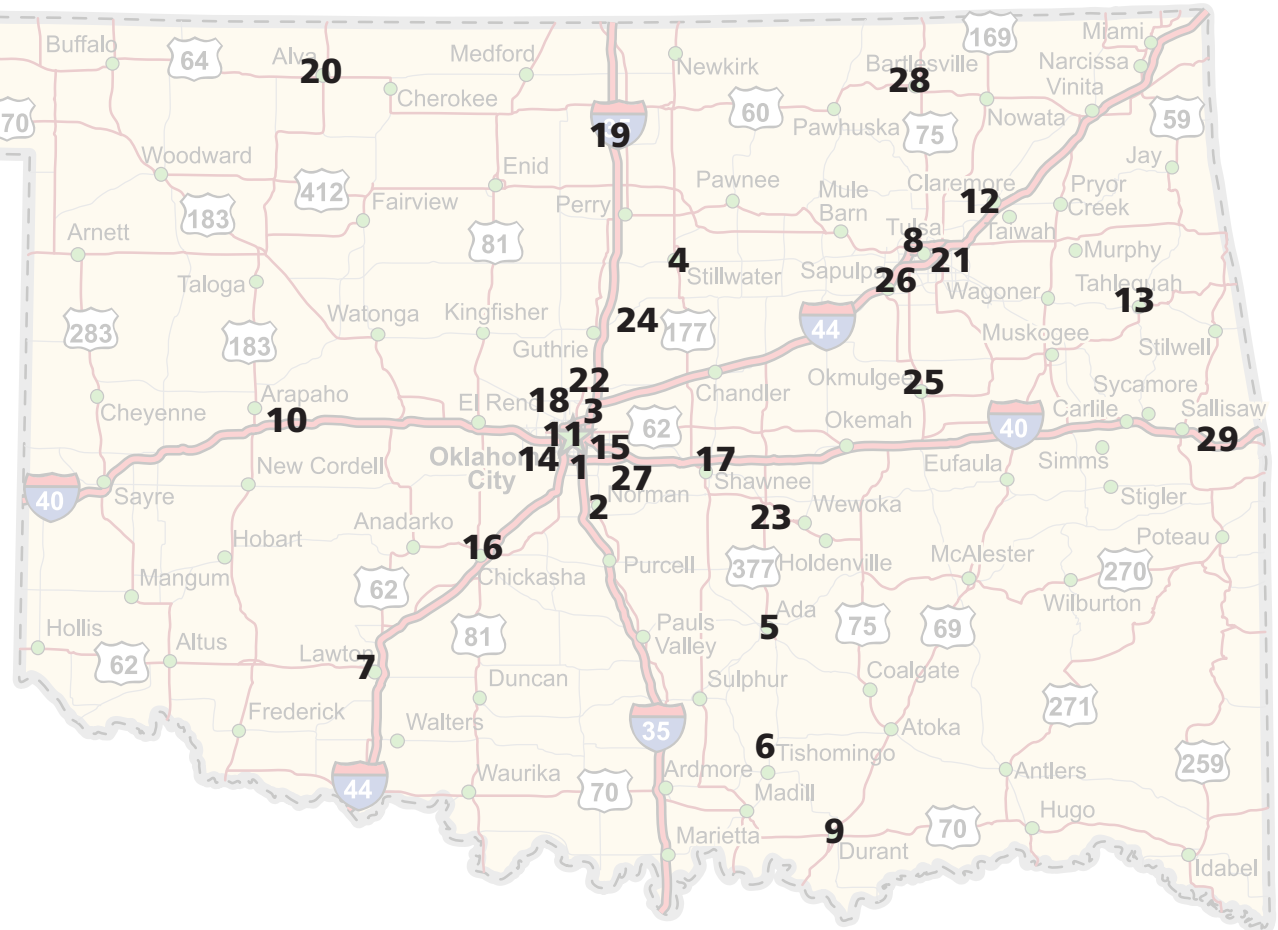 Buffalo
64
Alva
20
Medford
169
Miami
Newkirk
Bartlesville
28
Narcissa
Vinita
Cherokee
70
19
60
Pawhuska
75
Nowata
59
Woodward
412
Enid
Jay
183
Fairview
Pawnee
Mule
Barn
Claremore
12
Pryor
Creek
Perry
Arnett
81
Tulsa
8
Taiwah
4
Stillwater
21
Murphy
Taloga
Sapulpa
26
Wagoner
Tahlequah
13
283
183
Watonga
Kingfisher
24
177
44
Muskogee
Guthrie
Stilwell
22
Chandler
Okmulgee
25
Sycamore
Arapaho
10
El Reno
18
3
Cheyenne
62
Okemah
40
Carlile
Sallisaw
29
11
15
Oklahoma
City
14
1
17
New Cordell
27
Shawnee
Eufaula
Simms
40
Sayre
2
Norman
Wewoka
23
Stigler
Anadarko
16
Hobart
Holdenville
McAlester
Poteau
Mangum
62
Chickasha
Purcell
377
270
Wilburton
Hollis
62
Altus
81
Pauls
Valley
Ada
5
75
69
Lawton
7
Duncan
Sulphur
Coalgate
Frederick
Walters
35
271
Atoka
6
Tishomingo
44
Waurika
70
Ardmore
Madill
Antlers
259
Marietta
9
Durant
70
Hugo
Idabel